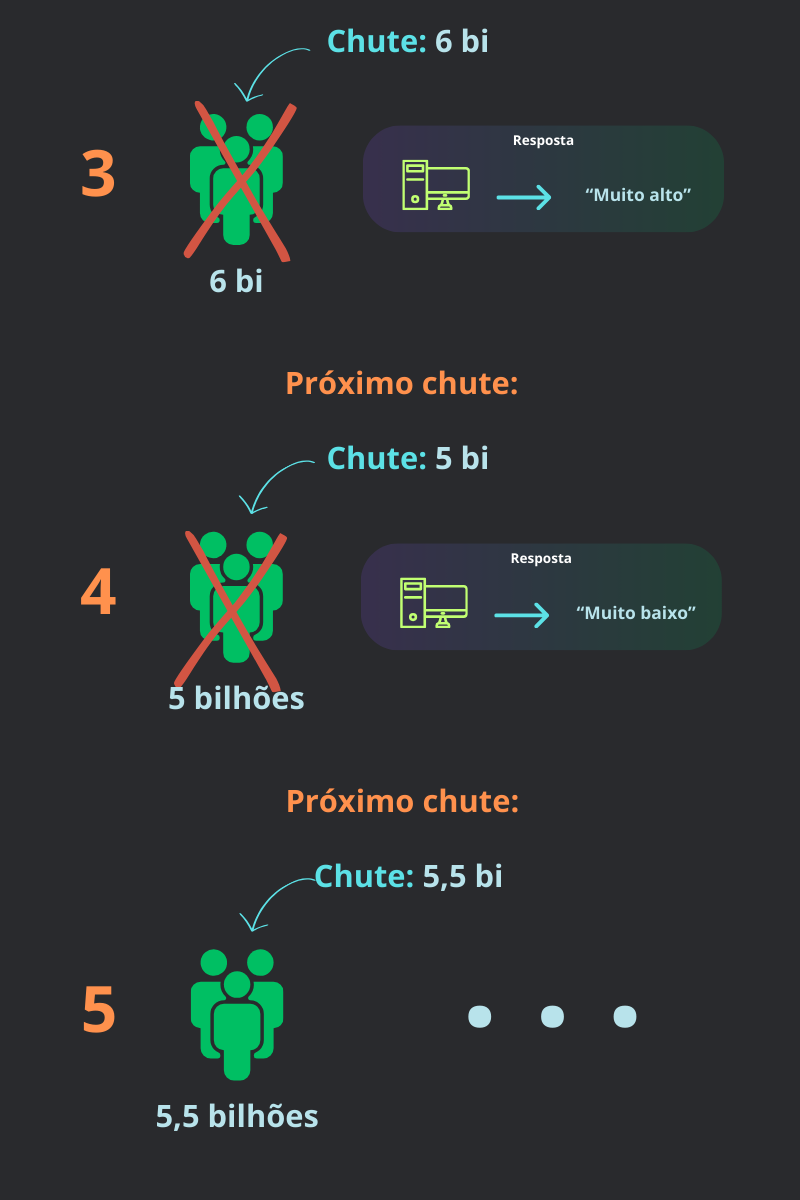 Chute: 6 bi
3
Resposta
“Muito alto”
6 bi
Próximo chute:
Chute: 5 bi
4
Resposta
“Muito baixo”
5 bilhões
Próximo chute:
Chute: 5,5 bi
5
5,5 bilhões